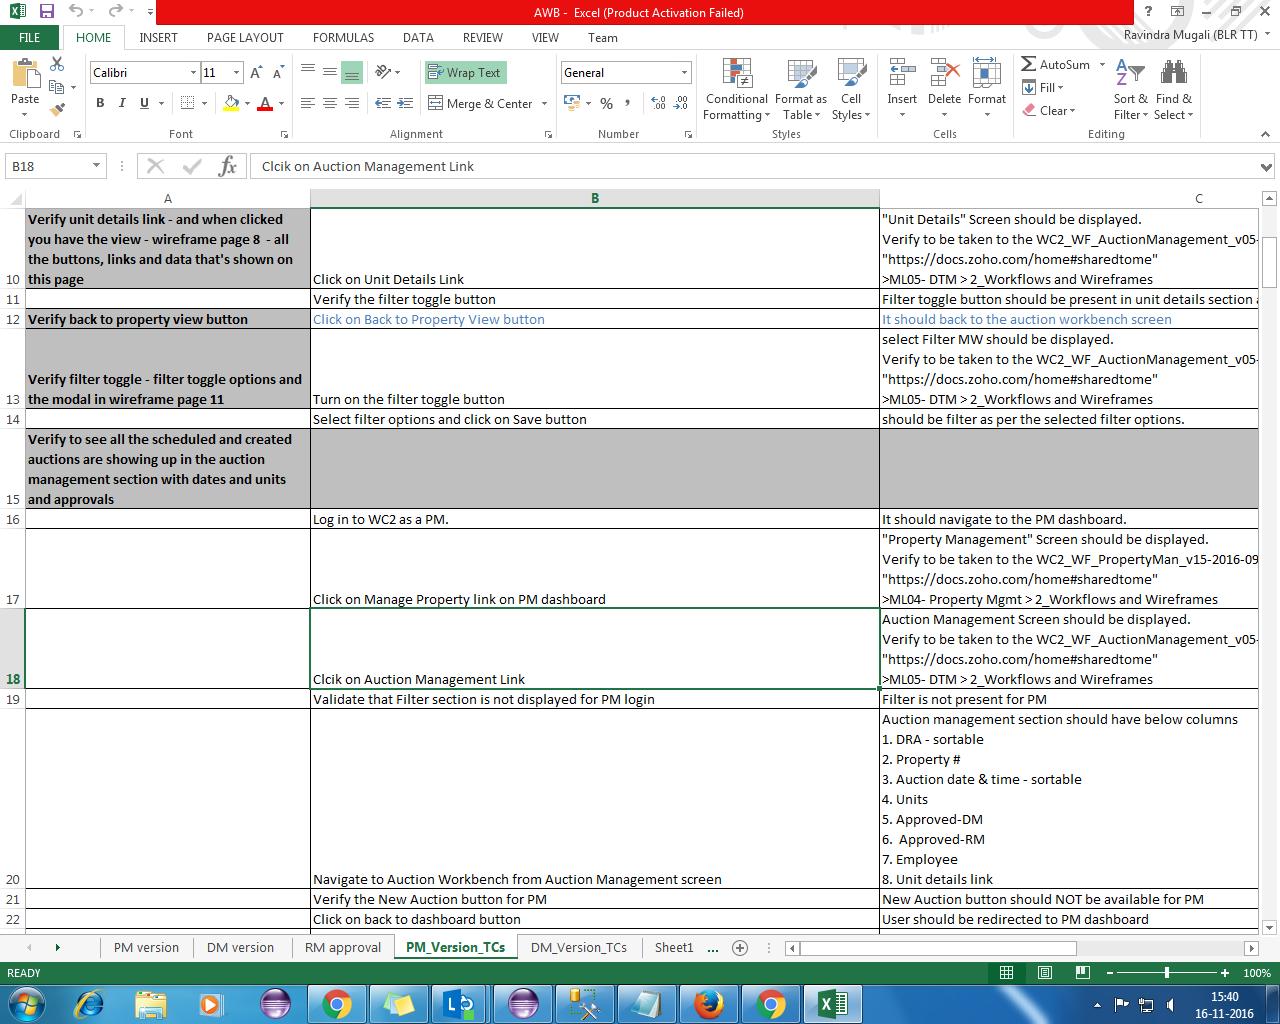 AWB - Excel (Product Activation Failed)
?
FILE
HOME
INSERT
PAGE LAYOUT
FORMULAS
DATA
REVIEW
VIEW
Team
Ravindra Mugali (BLR TT)
Paste
Clipboard
Calibri
11
B I U
Font
Wrap Text
Merge & Center
Alignment
General
%
Number
Conditional
Formatting
Format as
Table
Cell
Styles
Styles
Insert
Delete
Format
Cells
AutoSum
Fill
Clear
Sort &
Filter
Find &
Select
Editing
B18
fx
Clcik on Auction Management Link
A
B
C
10
Verify unit details link - and when clicked
you have the view - wireframe page 8 - all
the buttons, links and data that's shown on
this page
Click on Unit Details Link
"Unit Details" Screen should be displayed.
Verify to be taken to the WC2_WF_AuctionManagement_v05-
"https://docs.zoho.com/home#sharedtome"
>ML05- DTM > 2_Workflows and Wireframes
11
Verify the filter toggle button
Filter toggle button should be present in unit details section
12
Verify back to property view button
Click on Back to Property View button
It should back to the auction workbench screen
13
Verify filter toggle - filter toggle options and
the modal in wireframe page 11
Turn on the filter toggle button
select Filter MW should be displayed.
Verify to be taken to the WC2_WF_AuctionManagement_v05-
"https://docs.zoho.com/home#sharedtome"
>ML05- DTM > 2_Workflows and Wireframes
14
Select filter options and click on Save button
should be filter as per the selected filter options.
15
Verify to see all the scheduled and created
auctions are showing up in the auction
management section with dates and units
and approvals
16
Log in to WC2 as a PM.
It should navigate to the PM dashboard.
17
Click on Manage Property link on PM dashboard
"Property Management" Screen should be displayed.
Verify to be taken to the WC2_WF_PropertyMan_v15-2016-09
"https://docs.zoho.com/home#sharedtome"
>ML04- Property Mgmt > 2_Workflows and Wireframes
18
Clcik on Auction Management Link
Auction Management Screen should be displayed.
Verify to be taken to the WC2_WF_AuctionManagement_v05-
"https://docs.zoho.com/home#sharedtome"
>ML05- DTM > 2_Workflows and Wireframes
19
Validate that Filter section is not displayed for PM login
Filter is not present for PM
20
Navigate to Auction Workbench from Auction Management screen
Auction management section should have below columns
1. DRA - sortable
2. Property #
3. Auction date & time - sortable
4. Units
5. Approved-DM
6. Approved-RM
7. Employee
8. Unit details link
21
Verify the New Auction button for PM
New Auction button should NOT be available for PM
22
Click on back to dashboard button
User should be redirected to PM dashboard
PM version
DM version
RM approval
PM_Version_TCs
DM_Version_TCs
Sheet1
...
READY
100%
15:40
16-11-2016